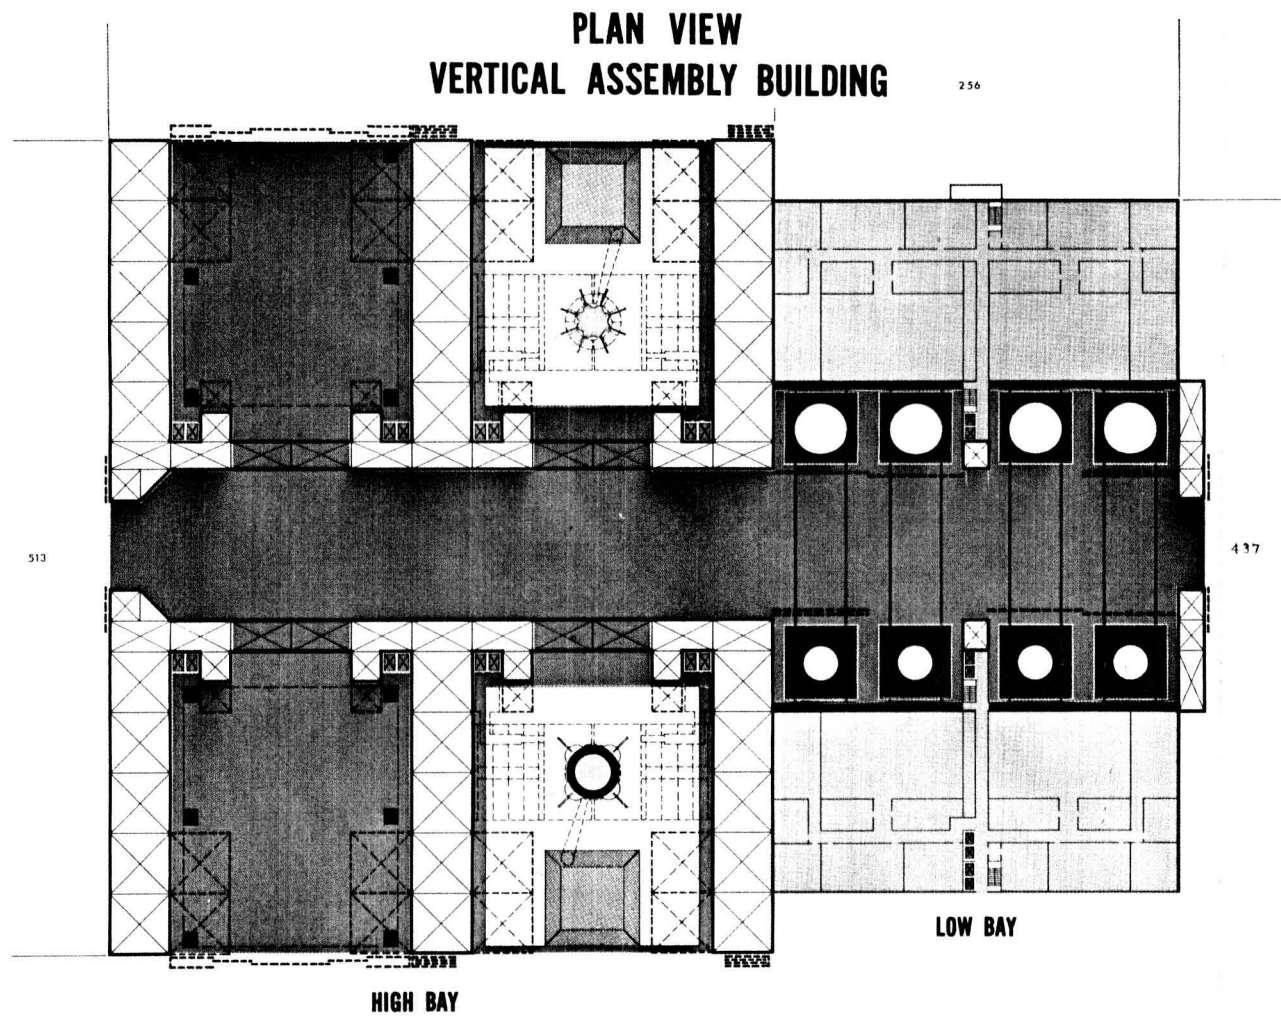 PLAN VIEW
VERTICAL ASSEMBLY BUILDING
256
513
437
LOW BAY
HIGH BAY